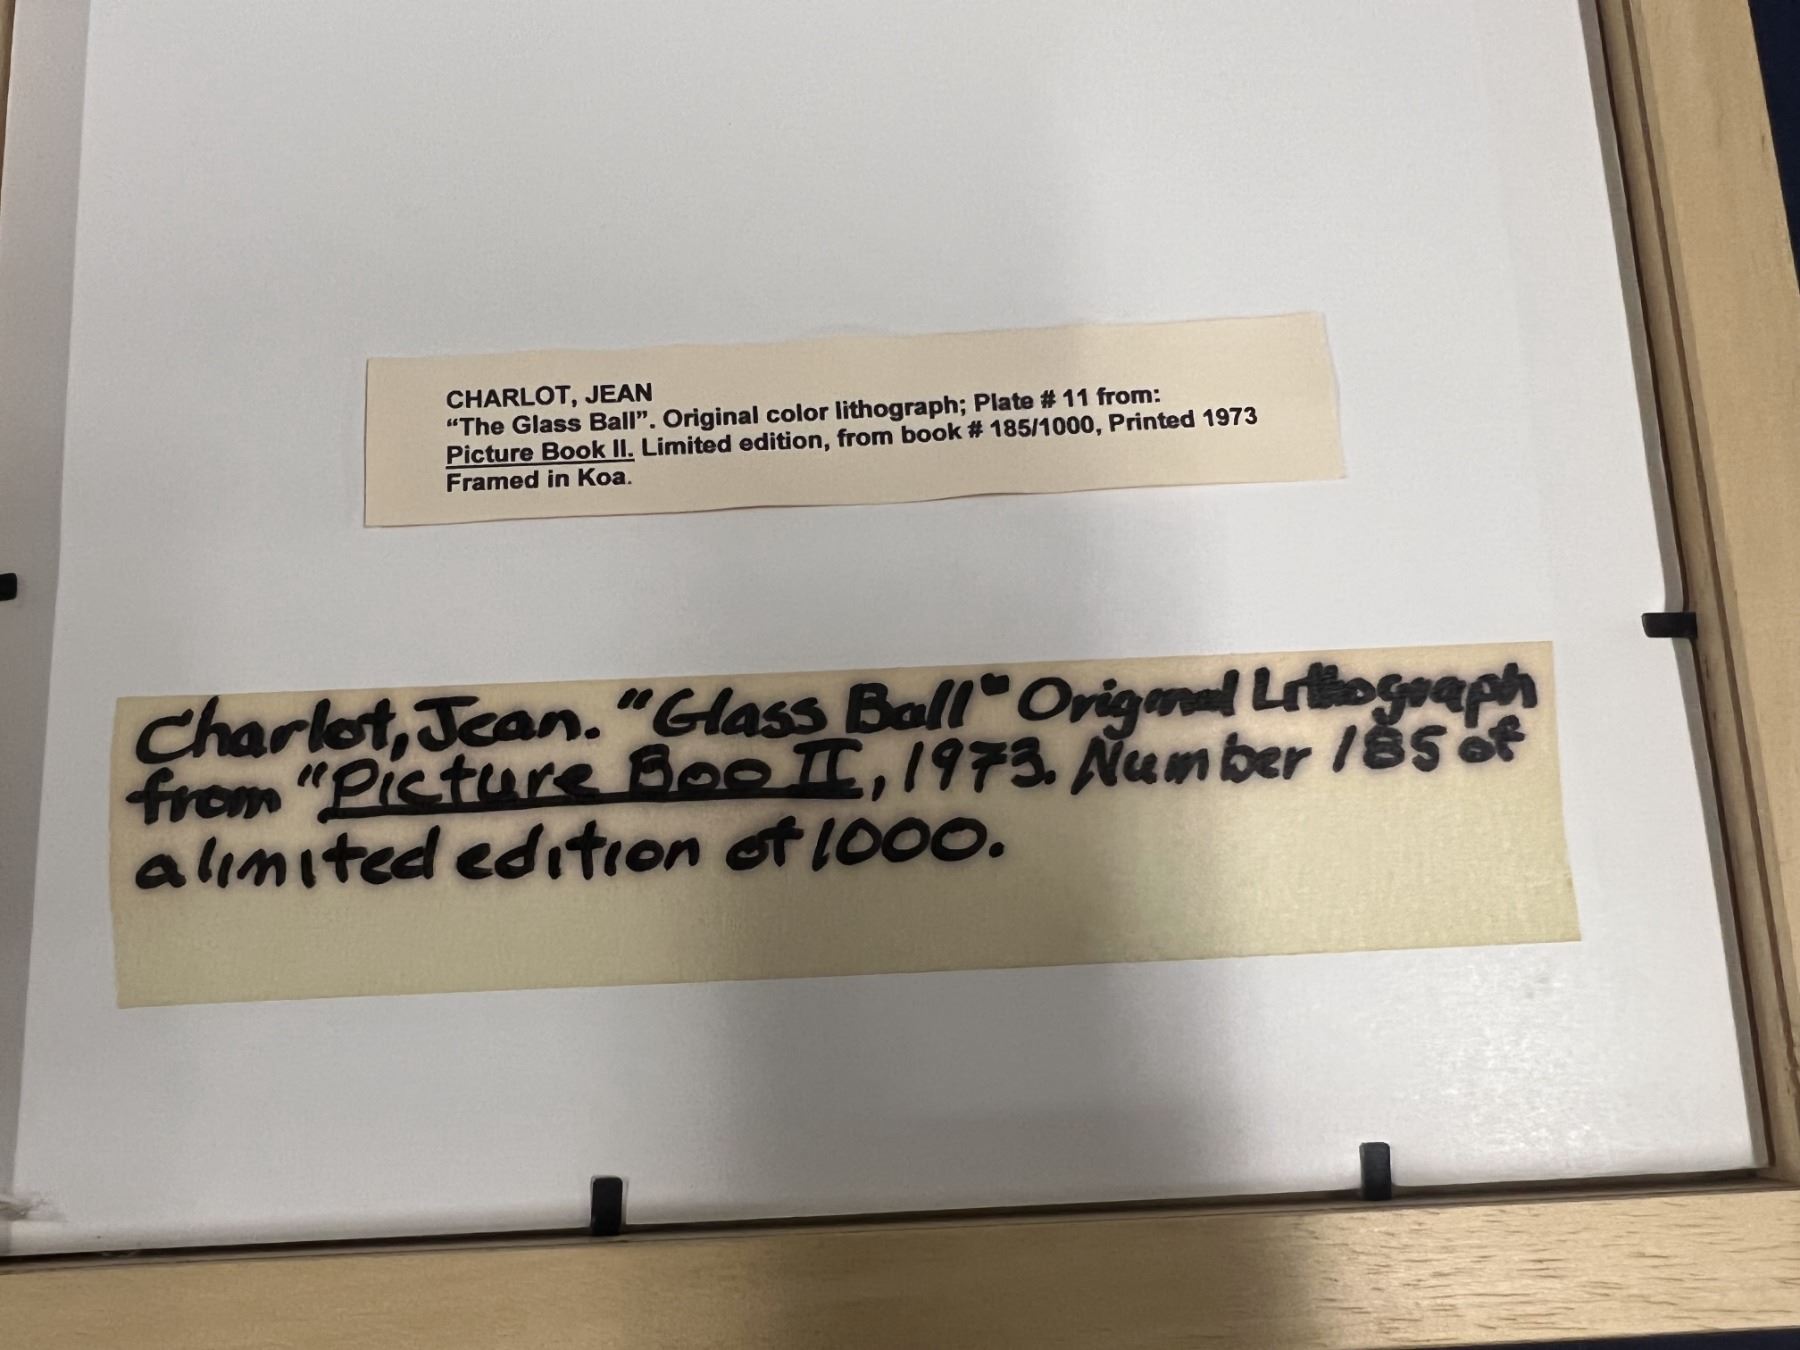 CHARLOT, JEAN
“The Glass Ball”. Original color lithograph; Plate # 11 from:
Picture Book II. Limited edition, from book # 185/1000, Printed 1973
Framed in Koa.
Charlot, Jean. "Glass Ball" Original Lithograph
from "Picture Boo II, 1973. Number 185 of
a limited edition of 1000.